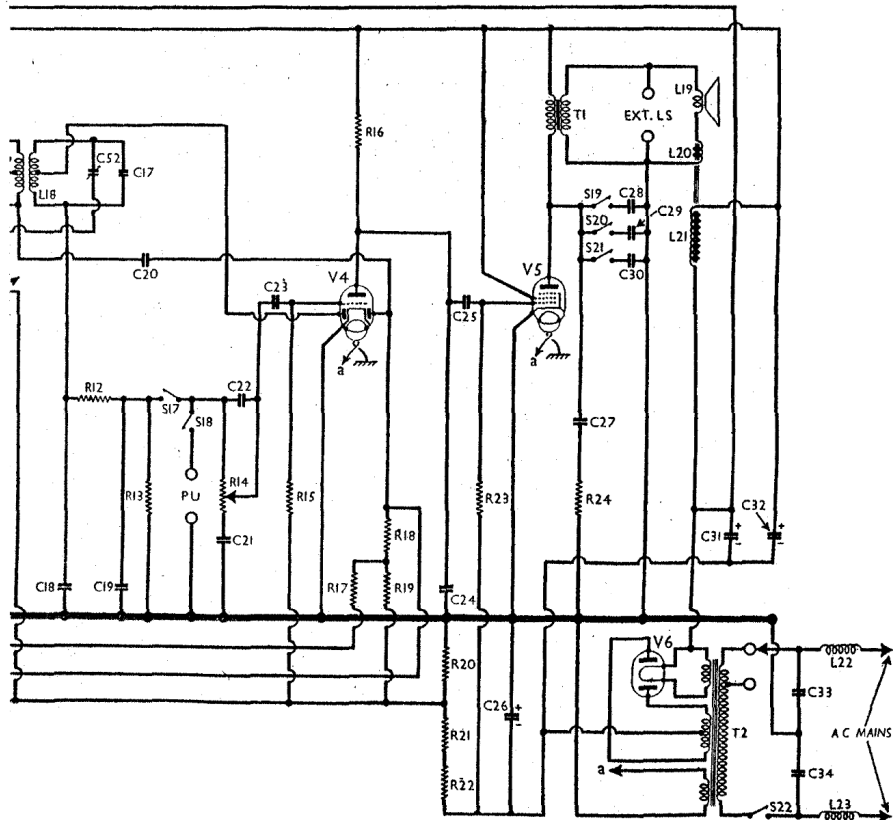 L19
T1
EXT. LS
R16
C52
C17
L20
L18
S19
C28
C29
S20
L21
S21
C30
C20
V4
V5
C23
C25
a
a
R12
C22
S17
S18
C27
R13
PU
R14
R15
R23
R24
C32
R18
C31
C21
C18
C19
R17
R19
C24
V6
R20
L22
C33
C26
R21
T2
A C MAINS
a
C34
R22
S22
L23